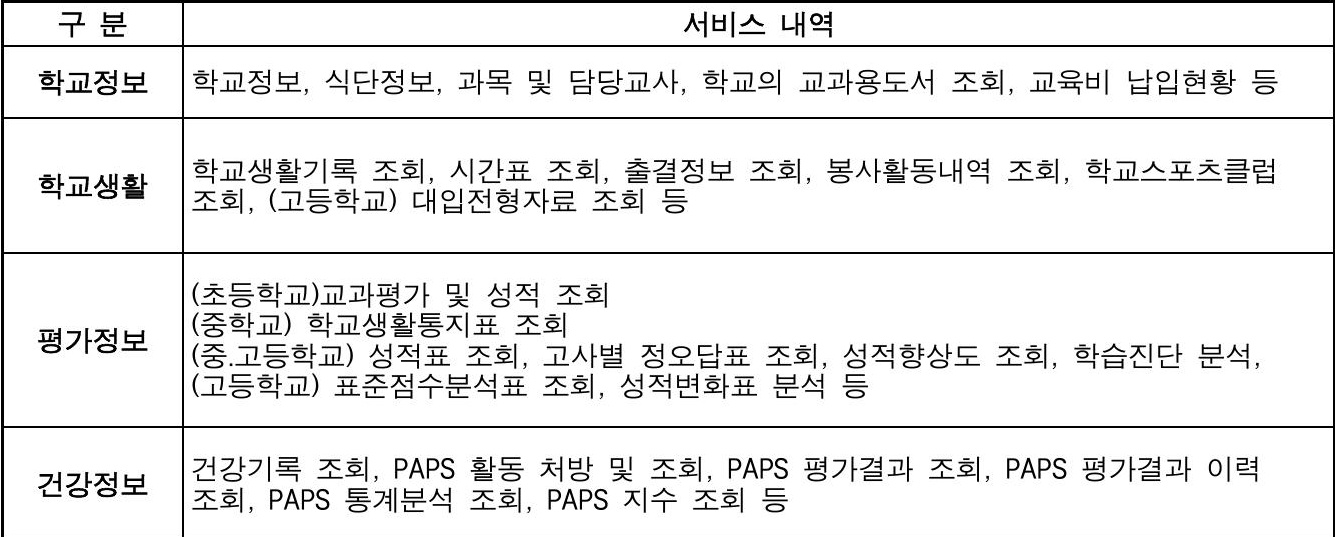 구 분
서비스 내역
학교정보
학교정보, 식단정보, 과목 및 담당교사, 학교의 교과용도서 조회, 교육비 납입현황 등
학교생활
학교생활기록 조회, 시간표 조회, 출결정보 조회, 봉사활동내역 조회, 학교스포츠클럽
조회, (고등학교) 대입전형자료 조회 등
평가정보
(초등학교)교과평가 및 성적 조회
(중학교) 학교생활통지표 조회
(중.고등학교) 성적표 조회, 고사별 정오답표 조회, 성적향상도 조회, 학습진단 분석,
(고등학교) 표준점수분석표 조회, 성적변화표 분석 등
건강정보
건강기록 조회, PAPS 활동 처방 및 조회, PAPS 평가결과 조회, PAPS 평가결과 이력
조회, PAPS 통계분석 조회, PAPS 지수 조회 등